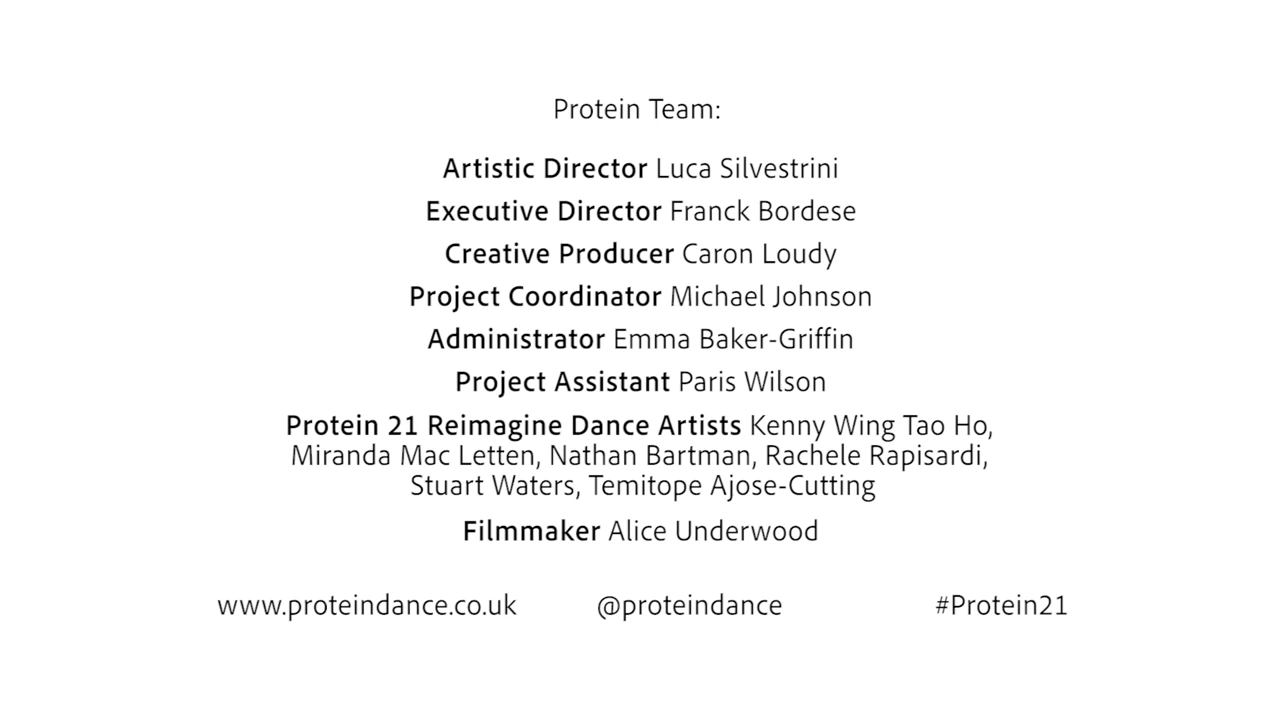 Protein Team:
Artistic Director Luca Silvestrini
Executive Director Franck Bordese
Creative Producer Caron Loudy
Project Coordinator Michael Johnson
Administrator Emma Baker-Griffin
Project Assistant Paris Wilson
Protein 21 Reimagine Dance Artists Kenny Wing Tao Ho,
Miranda Mac Letten, Nathan Bartman, Rachele Rapisardi,
Stuart Waters, Temitope Ajose-Cutting
Filmmaker Alice Underwood
www.proteindance.co.uk @proteindance #Protein21